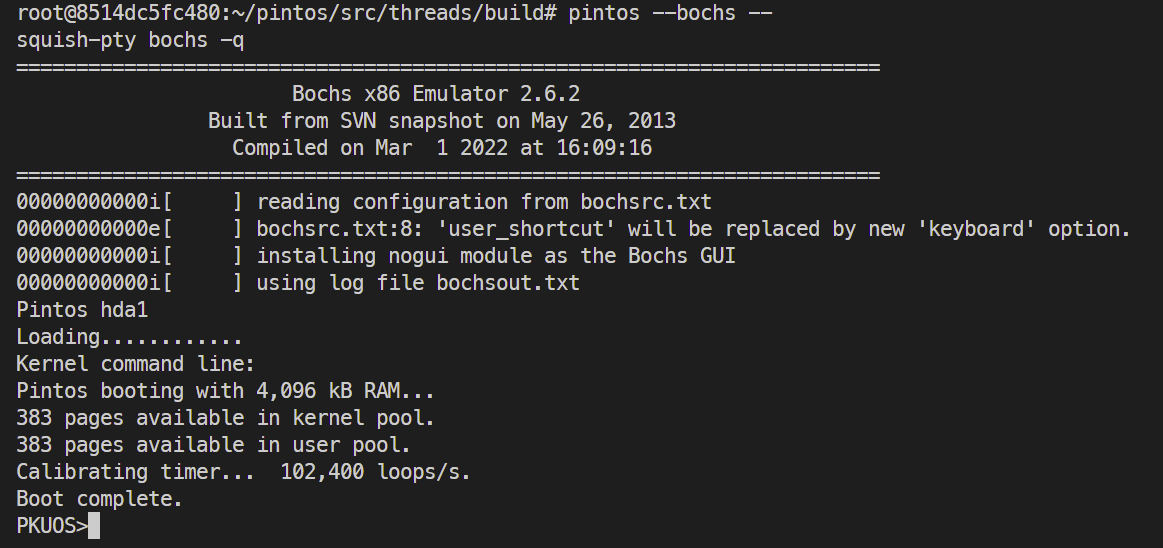 root@8514dc5fc480:~/pintos/src/threads/build# pintos --bochs --
squish-pty bochs -q
========================================================================
Bochs x86 Emulator 2.6.2
Built from SVN snapshot on May 26, 2013
Compiled on Mar  1 2022 at 16:09:16
========================================================================
00000000000i[     ] reading configuration from bochsrc.txt
00000000000e[     ] bochsrc.txt:8: 'user_shortcut' will be replaced by new 'keyboard' option.
00000000000i[     ] installing nogui module as the Bochs GUI
00000000000i[     ] using log file bochsout.txt
Pintos hda1
Loading............
Kernel command line:
Pintos booting with 4,096 kB RAM...
383 pages available in kernel pool.
383 pages available in user pool.
Calibrating timer...  102,400 loops/s.
Boot complete.
PKUOS>